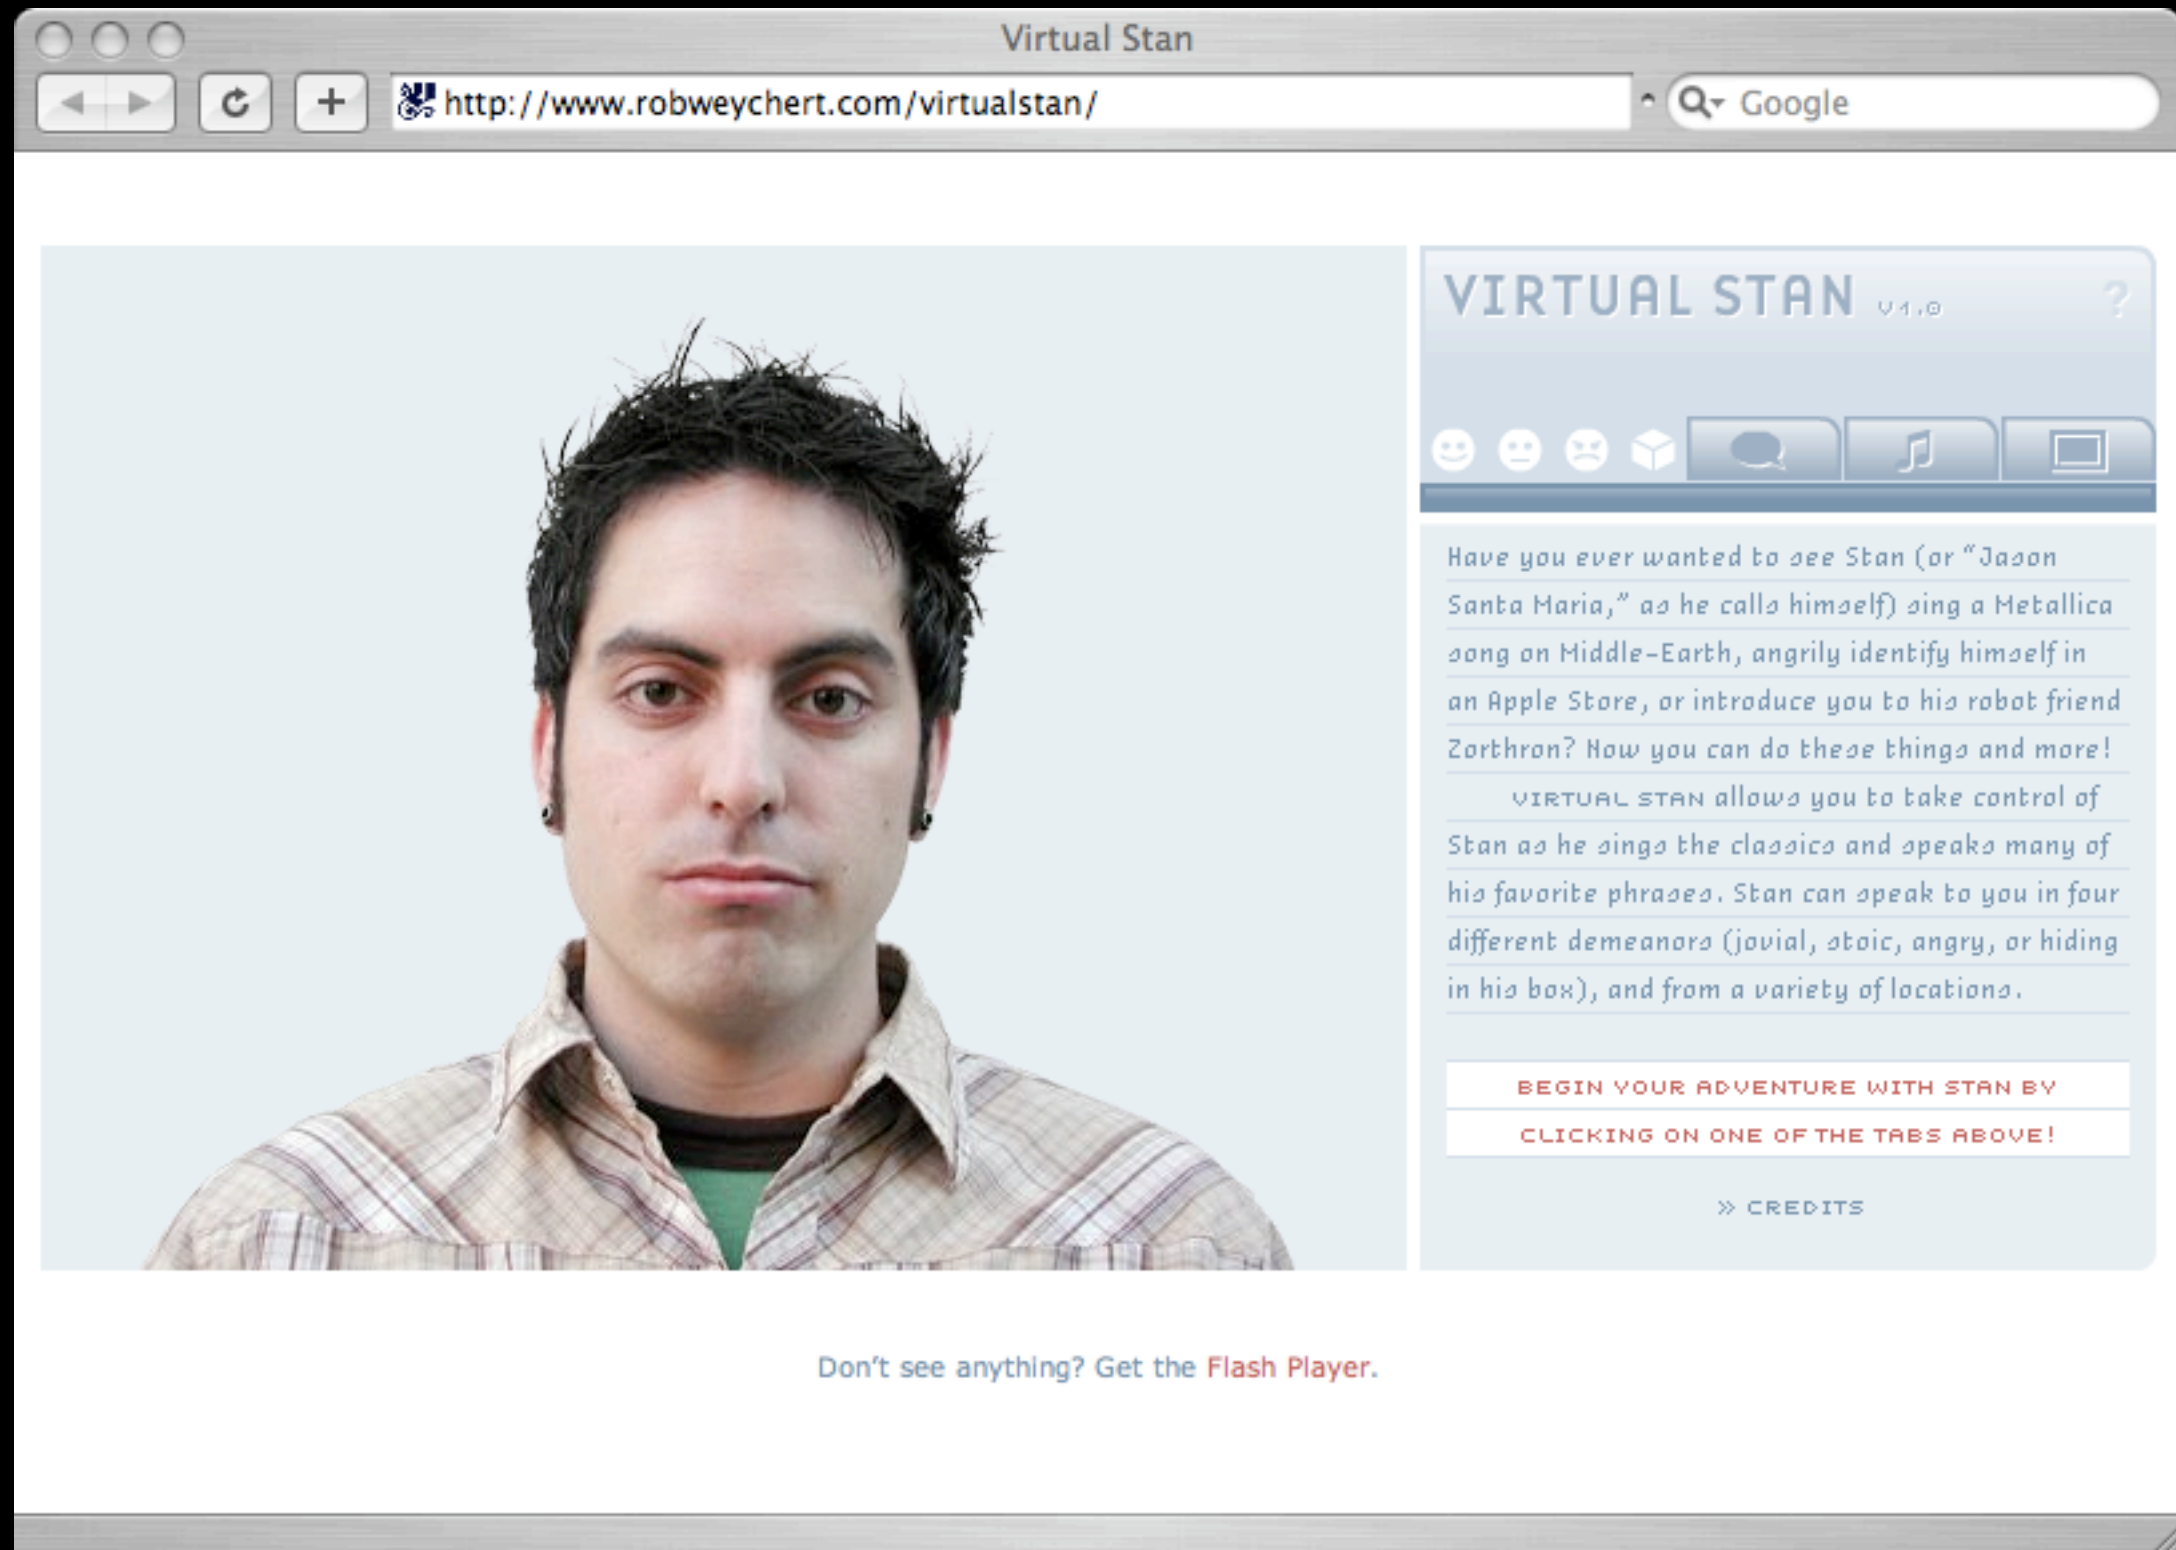 Virtual Stan
http://www.robweychert.com/virtualstan/
Google
VIRTUAL STAN v1.0
?
Have you ever wanted to see Stan (or “Jason
Santa Maria,” as he calls himself) sing a Metallica
song on Middle-Earth, angrily identify himself in
an Apple Store, or introduce you to his robot friend
Zorthron? Now you can do these things and more!
VIRTUAL STAN allows you to take control of
Stan as he sings the classics and speaks many of
his favorite phrases. Stan can speak to you in four
different demeanors (jovial, stoic, angry, or hiding
in his box), and from a variety of locations.
BEGIN YOUR ADVENTURE WITH STAN BY
CLICKING ON ONE OF THE TABS ABOVE!
» CREDITS
Don’t see anything? Get the Flash Player.